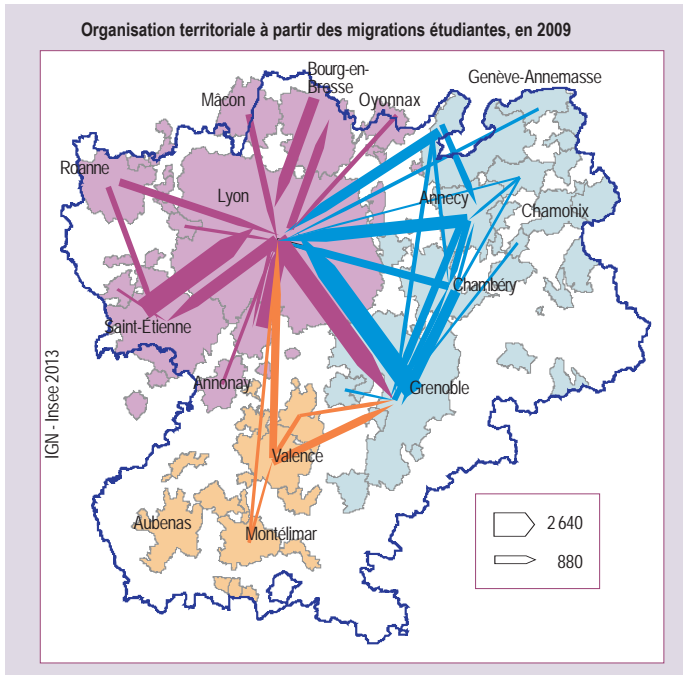 Organisation territoriale à partir des migrations étudiantes, en 2009
Bourg-en-
Bresse
Genève-Annemasse
Mâcon
Oyonnax
Roanne
Lyon
Annecy
Chamonix
Chambéry
Saint-Étienne
Annonay
Grenoble
IGN - Insee 2013
Valence
Aubenas
Montélimar
2 640
880